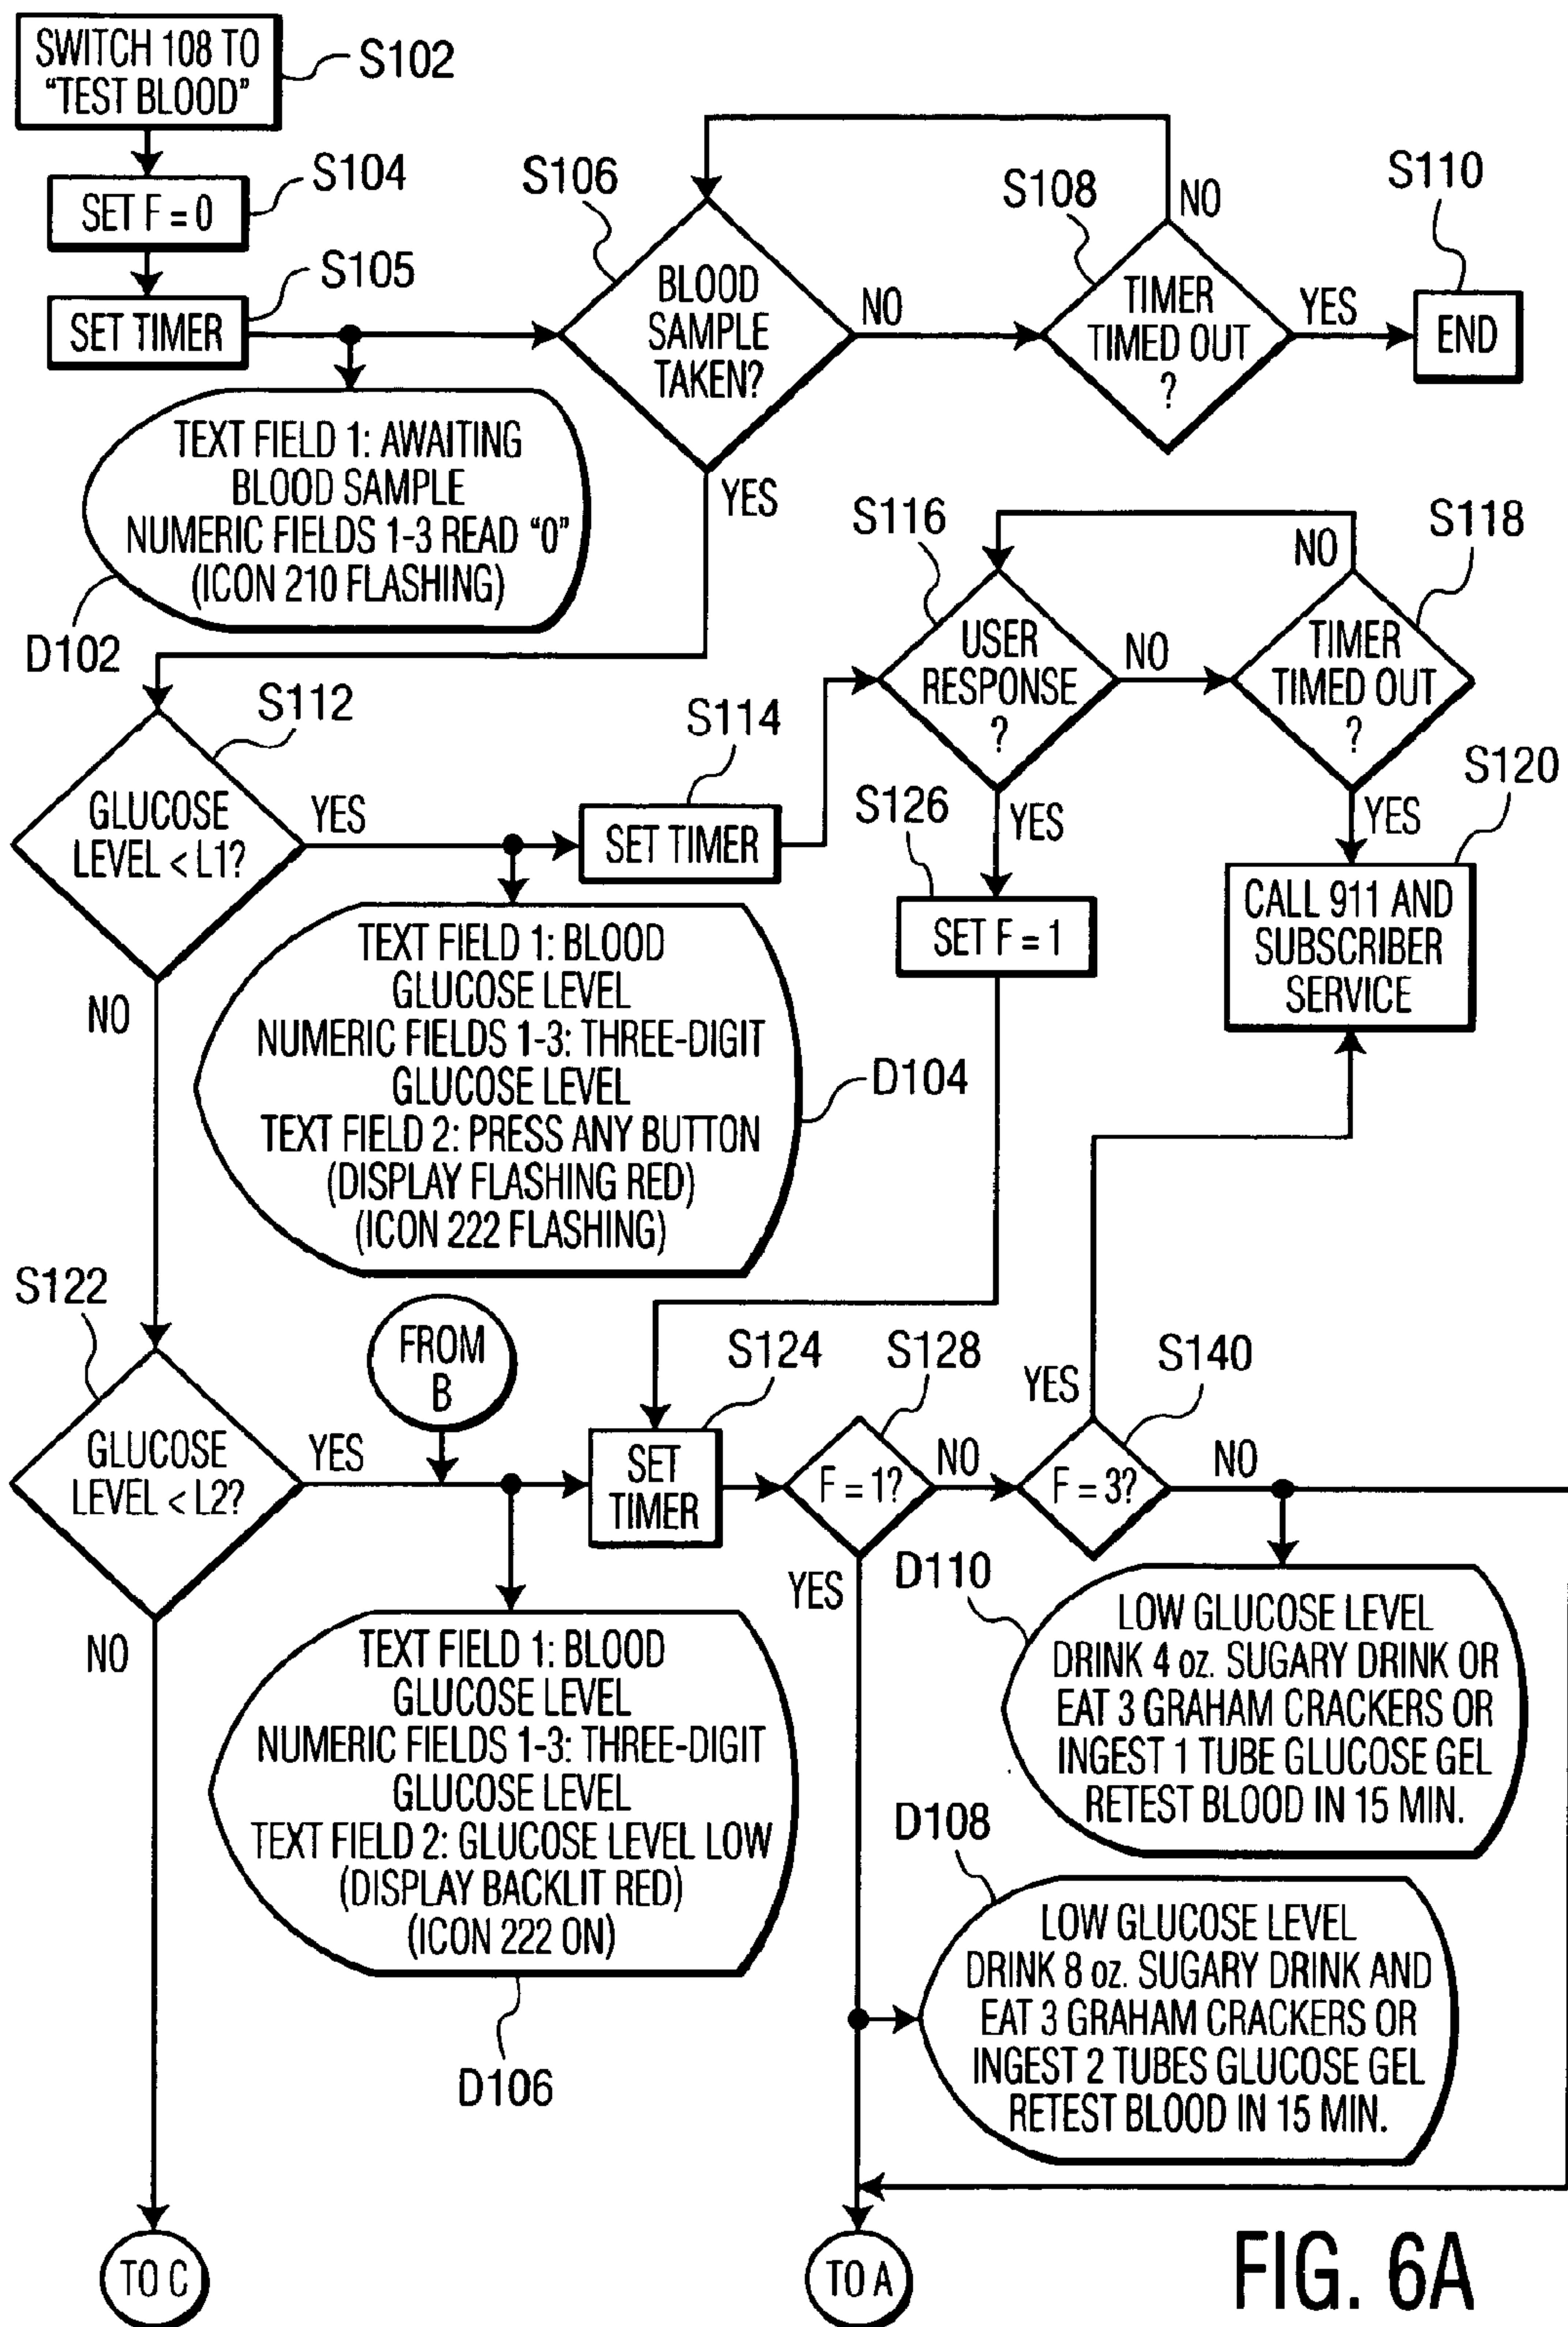 SWITCH 108 TO
“TEST BLOOD”
S102
SET F = 0
S104
SET TIMER
S105
TEXT FIELD 1: AWAITING
BLOOD SAMPLE
NUMERIC FIELDS 1-3 READ “0”
(ICON 210 FLASHING)
D102
S106
BLOOD
SAMPLE
TAKEN?
NO
YES
S108
TIMER
TIMED OUT
?
NO
YES
S110
END
S112
GLUCOSE
LEVEL < L1?
YES
NO
S114
SET TIMER
TEXT FIELD 1: BLOOD
GLUCOSE LEVEL
NUMERIC FIELDS 1-3: THREE-DIGIT
GLUCOSE LEVEL
TEXT FIELD 2: PRESS ANY BUTTON
(DISPLAY FLASHING RED)
(ICON 222 FLASHING)
D104
S116
USER
RESPONSE
?
NO
YES
S118
TIMER
TIMED OUT
?
NO
YES
S120
CALL 911 AND
SUBSCRIBER
SERVICE
S126
SET F = 1
S122
GLUCOSE
LEVEL < L2?
YES
NO
FROM
B
S124
SET
TIMER
TEXT FIELD 1: BLOOD
GLUCOSE LEVEL
NUMERIC FIELDS 1-3: THREE-DIGIT
GLUCOSE LEVEL
TEXT FIELD 2: GLUCOSE LEVEL LOW
(DISPLAY BACKLIT RED)
(ICON 222 ON)
D106
S128
F = 1?
NO
YES
S140
F = 3?
YES
NO
D110
LOW GLUCOSE LEVEL
DRINK 4 oz. SUGARY DRINK OR
EAT 3 GRAHAM CRACKERS OR
INGEST 1 TUBE GLUCOSE GEL
RETEST BLOOD IN 15 MIN.
D108
LOW GLUCOSE LEVEL
DRINK 8 oz. SUGARY DRINK AND
EAT 3 GRAHAM CRACKERS OR
INGEST 2 TUBES GLUCOSE GEL
RETEST BLOOD IN 15 MIN.
TO C
TO A
FIG. 6A